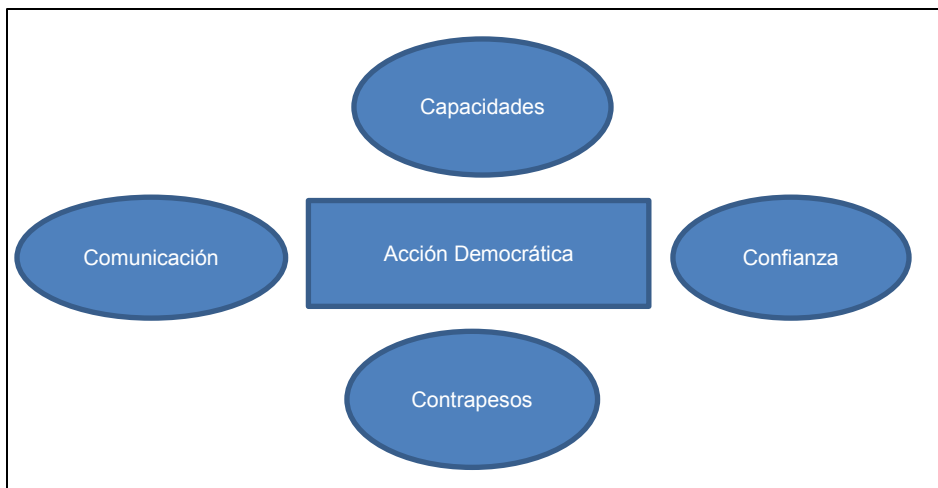 Capacidades
Comunicación
Acción Democrática
Confianza
Contrapesos